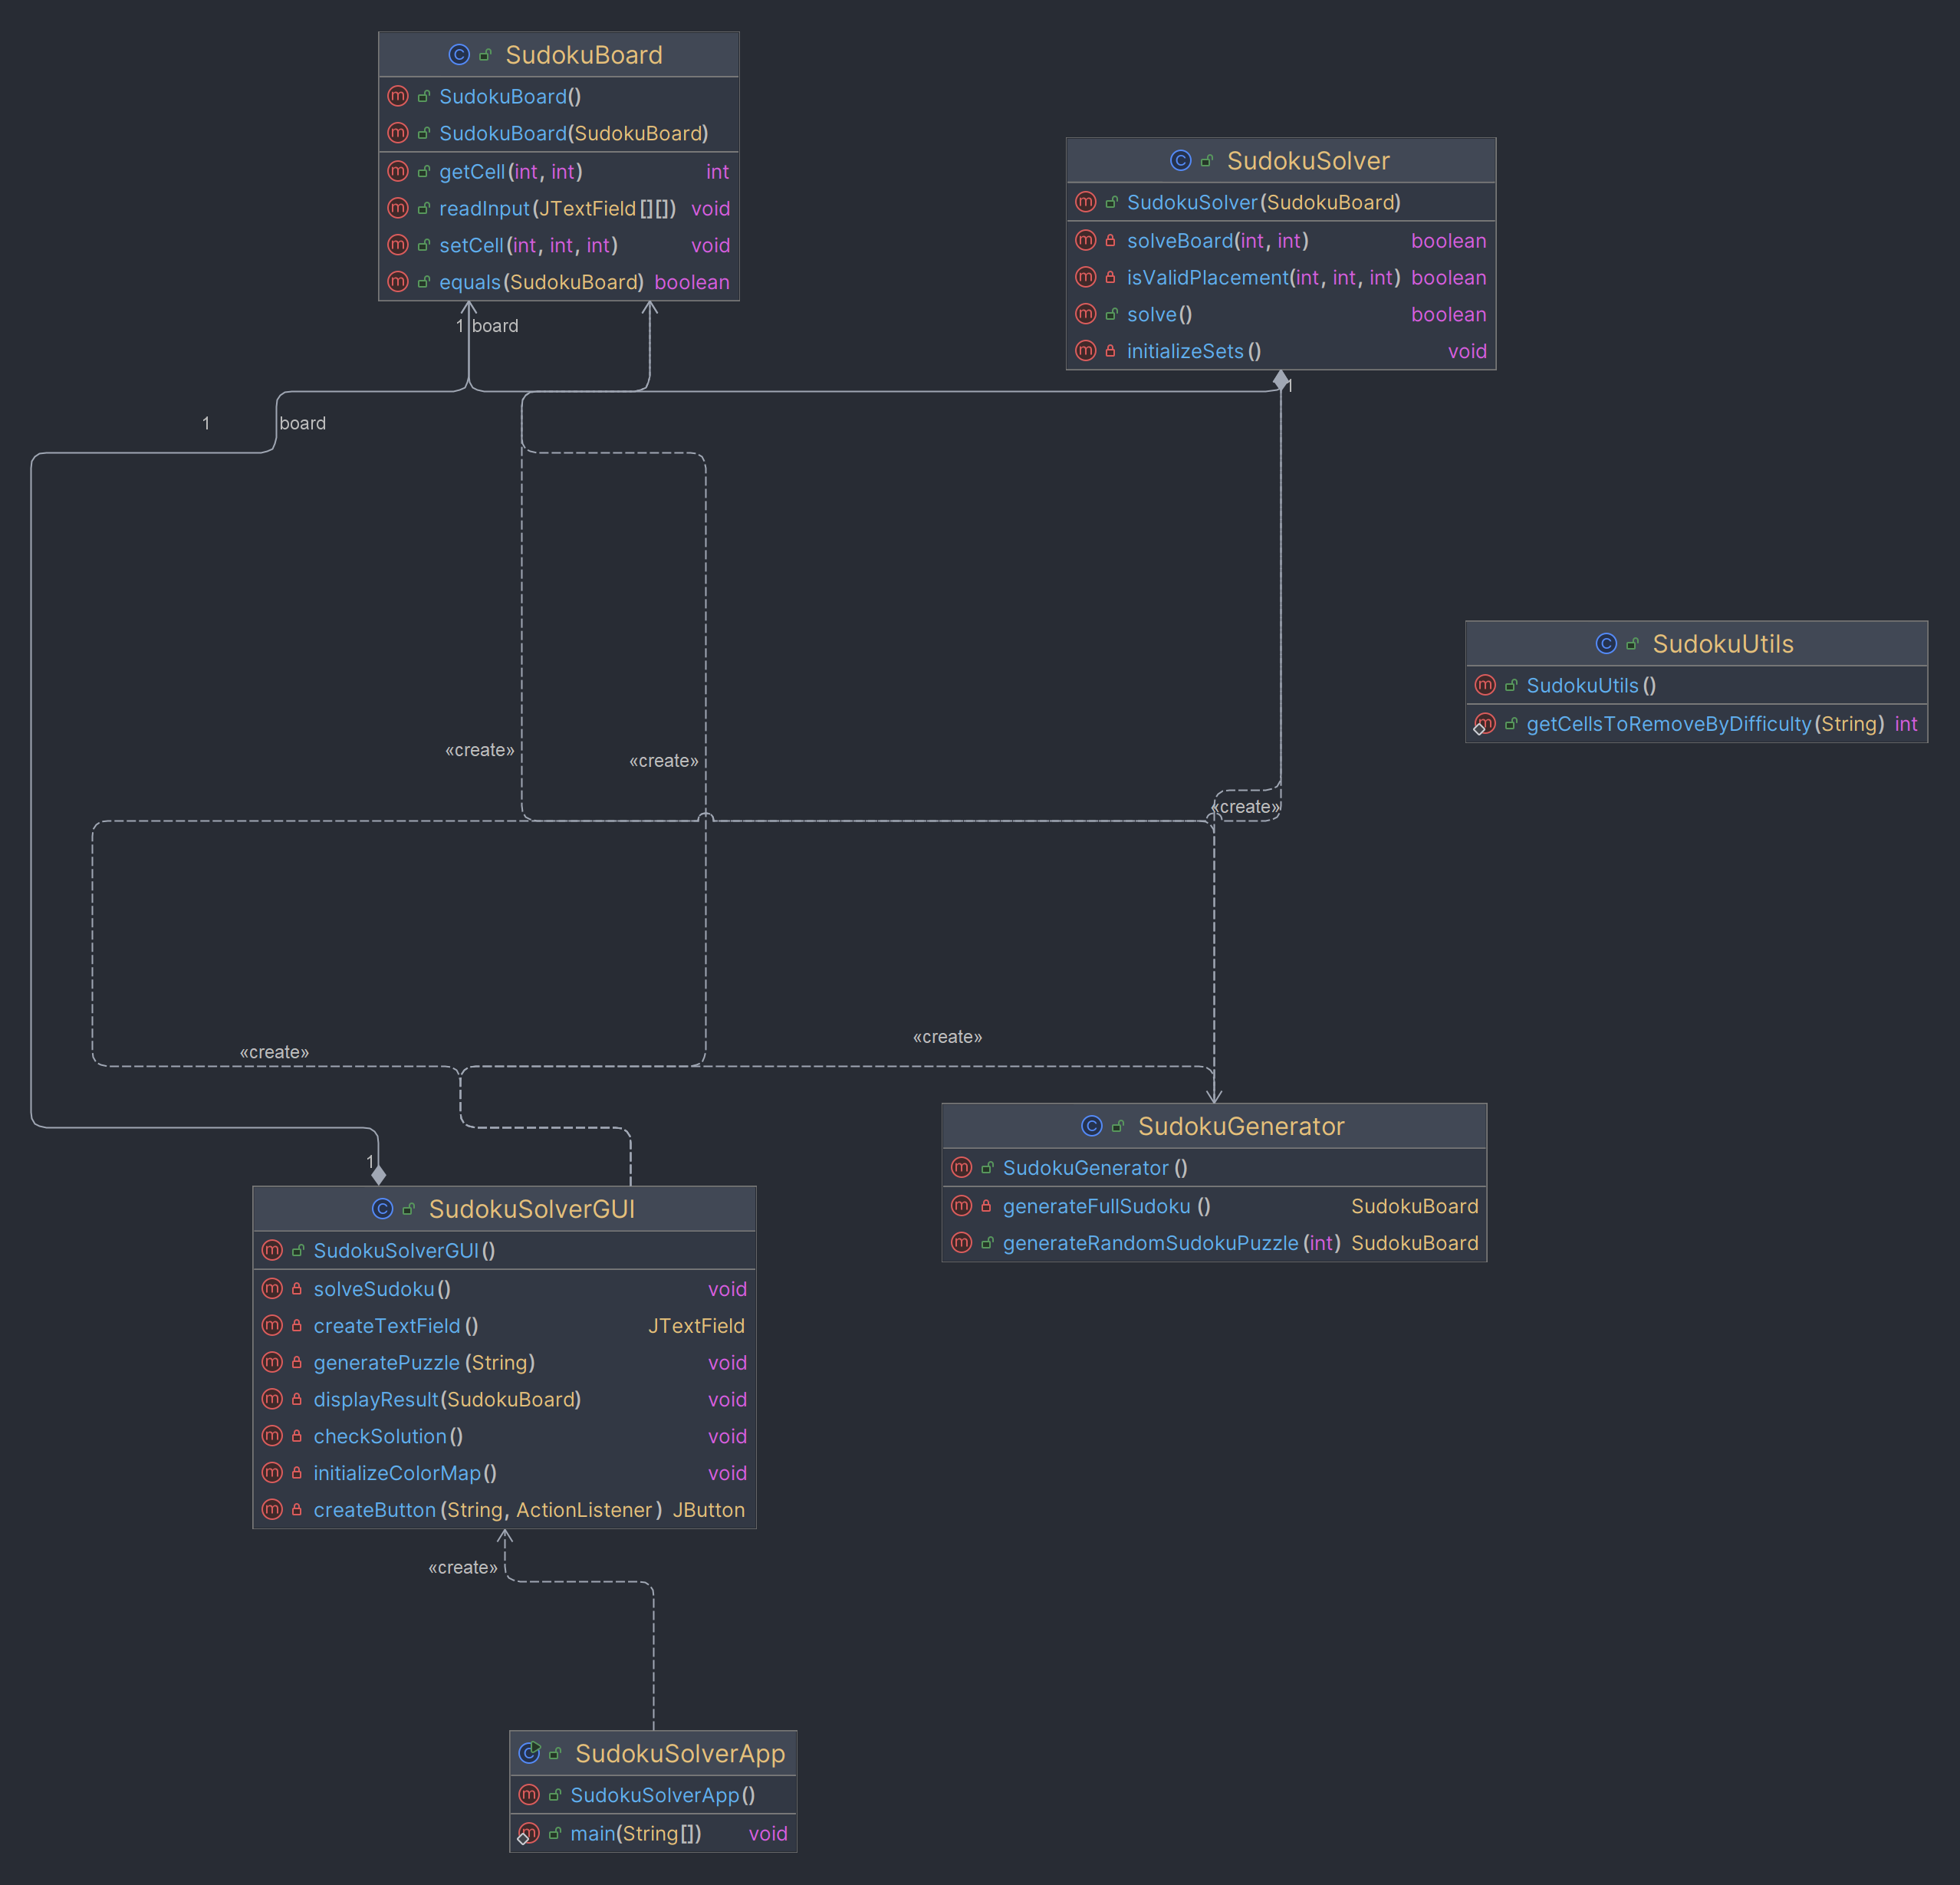 SudokuBoard
SudokuBoard()
SudokuBoard(SudokuBoard)
getCell(int, int) int
readInput(JTextField[][]) void
setCell(int, int, int) void
equals(SudokuBoard) boolean
SudokuSolver
SudokuSolver(SudokuBoard)
solveBoard(int, int) boolean
isValidPlacement(int, int, int) boolean
solve() boolean
initializeSets() void
1 board
1
1 board
SudokuUtils
SudokuUtils()
getCellsToRemoveByDifficulty(String) int
«create»
«create»
«create»
«create»
«create»
SudokuGenerator
SudokuGenerator()
generateFullSudoku() SudokuBoard
generateRandomSudokuPuzzle(int) SudokuBoard
1
SudokuSolverGUI
SudokuSolverGUI()
solveSudoku() void
createTextField() JTextField
generatePuzzle(String) void
displayResult(SudokuBoard) void
checkSolution() void
initializeColorMap() void
createButton(String, ActionListener) JButton
«create»
SudokuSolverApp
SudokuSolverApp()
main(String[]) void